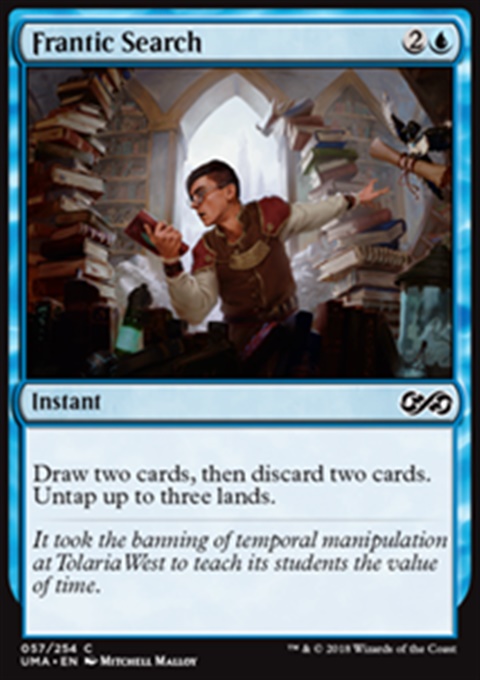 Frantic Search 2
Instant
Draw two cards, then discard two cards.
Untap up to three lands.
It took the banning of temporal manipulation
at Tolaria West to teach its students the value
of time.
057/254 C
UMA • EN Mitchell Malloy
™ & © 2018 Wizards of the Coast